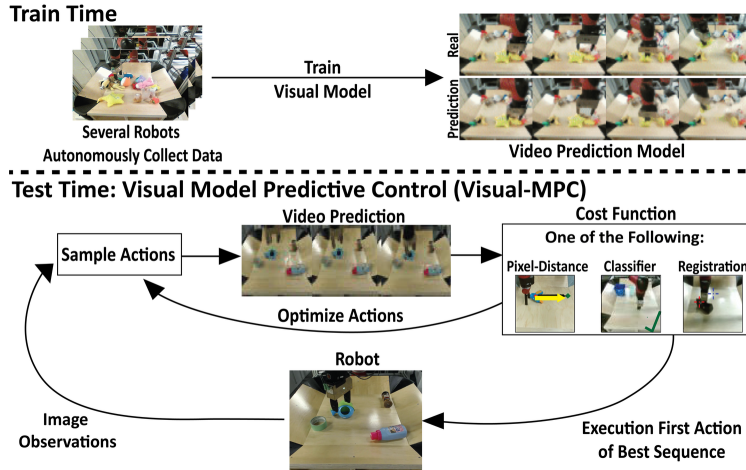 Train Time
Train
Visual Model
Several Robots
Autonomously Collect Data
Real
Prediction
Video Prediction Model
Test Time: Visual Model Predictive Control (Visual-MPC)
Video Prediction
Cost Function
One of the Following:
Sample Actions
Pixel-Distance Classifier Registration
Optimize Actions
Robot
Image
Observations
Execution First Action
of Best Sequence